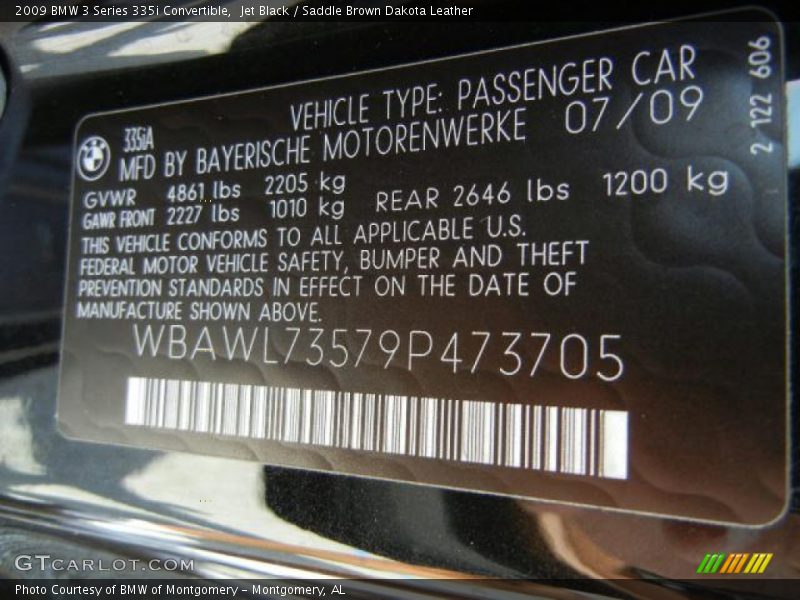 2009 BMW 3 Series 335i Convertible,  Jet Black / Saddle Brown Dakota Leather
335iA
VEHICLE TYPE: PASSENGER CAR
MFD BY BAYERISCHE MOTORENWERKE 07/09
GVWR 4861 lbs 2205 kg
GAWR FRONT 2227 lbs 1010 kg REAR 2646 lbs 1200 kg
THIS VEHICLE CONFORMS TO ALL APPLICABLE U.S.
FEDERAL MOTOR VEHICLE SAFETY, BUMPER AND THEFT
PREVENTION STANDARDS IN EFFECT ON THE DATE OF
MANUFACTURE SHOWN ABOVE.
WBAWL73579P473705
2 122 606
GTCARLOT.COM
Photo Courtesy of BMW of Montgomery - Montgomery, AL